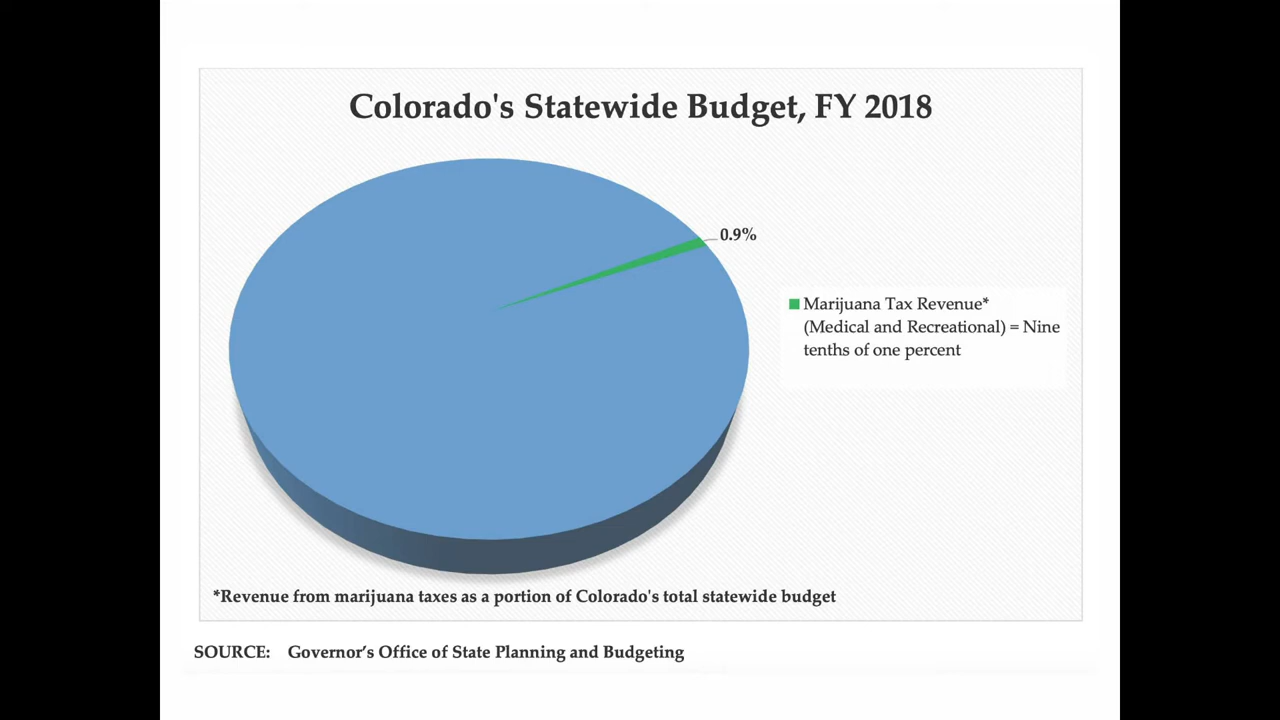 Colorado's Statewide Budget, FY 2018
0.9%
Marijuana Tax Revenue*
(Medical and Recreational) = Nine
tenths of one percent
*Revenue from marijuana taxes as a portion of Colorado's total statewide budget
SOURCE: Governor’s Office of State Planning and Budgeting